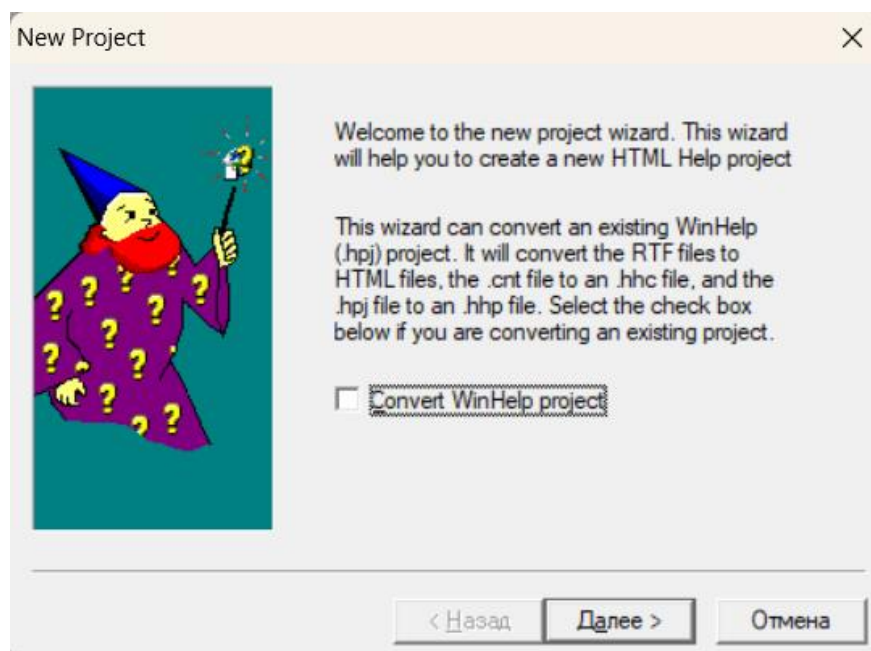 New Project
Welcome to the new project wizard. This wizard
will help you to create a new HTML Help project
This wizard can convert an existing WinHelp
(.hpj) project. It will convert the RTF files to
HTML files, the .cnt file to an .hhc file, and the
.hpj file to an .hhp file. Select the check box
below if you are converting an existing project.
Convert WinHelp project
< Назад
Далее >
Отмена